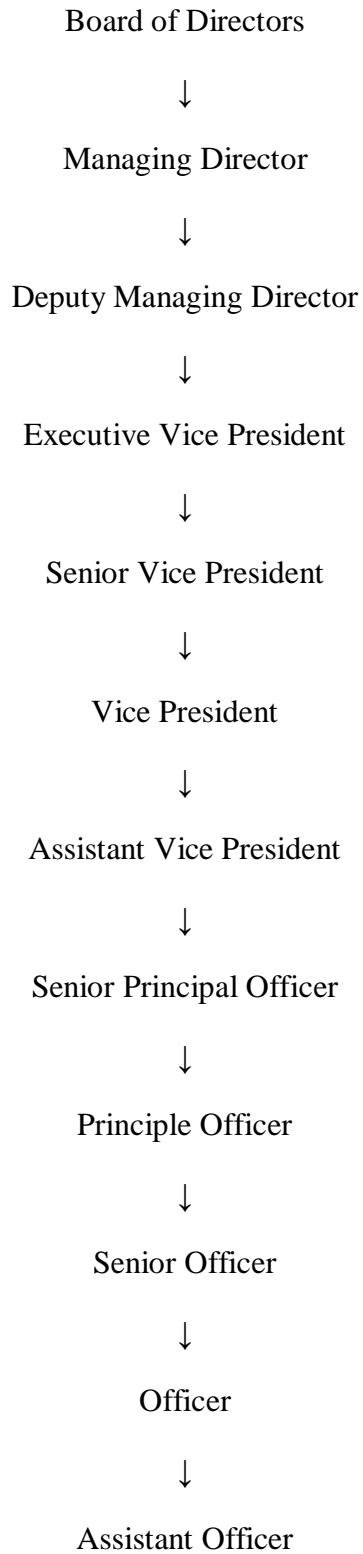 Board of Directors
↓
Managing Director
↓
Deputy Managing Director
↓
Executive Vice President
↓
Senior Vice President
↓
Vice President
↓
Assistant Vice President
↓
Senior Principal Officer
↓
Principle Officer
↓
Senior Officer
↓
Officer
↓
Assistant Officer